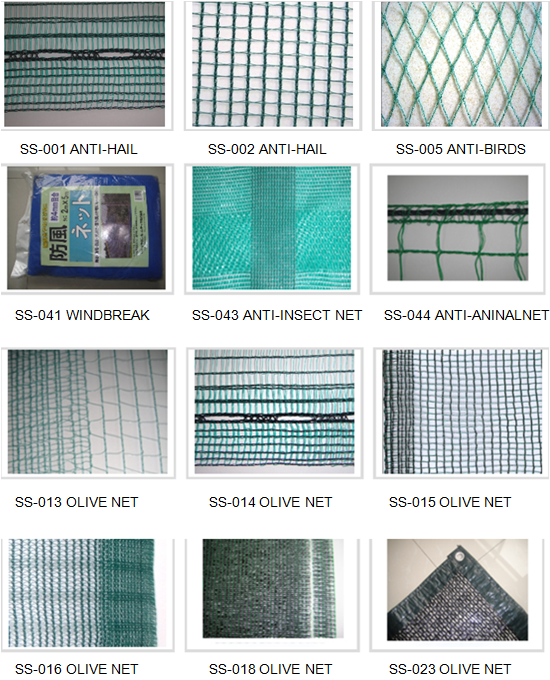 SS-001 ANTI-HAIL
SS-002 ANTI-HAIL
SS-005 ANTI-BIRDS
防風
ネット
SS-041 WINDBREAK
SS-043 ANTI-INSECT NET
SS-044 ANTI-ANINALNET
SS-013 OLIVE NET
SS-014 OLIVE NET
SS-015 OLIVE NET
SS-016 OLIVE NET
SS-018 OLIVE NET
SS-023 OLIVE NET